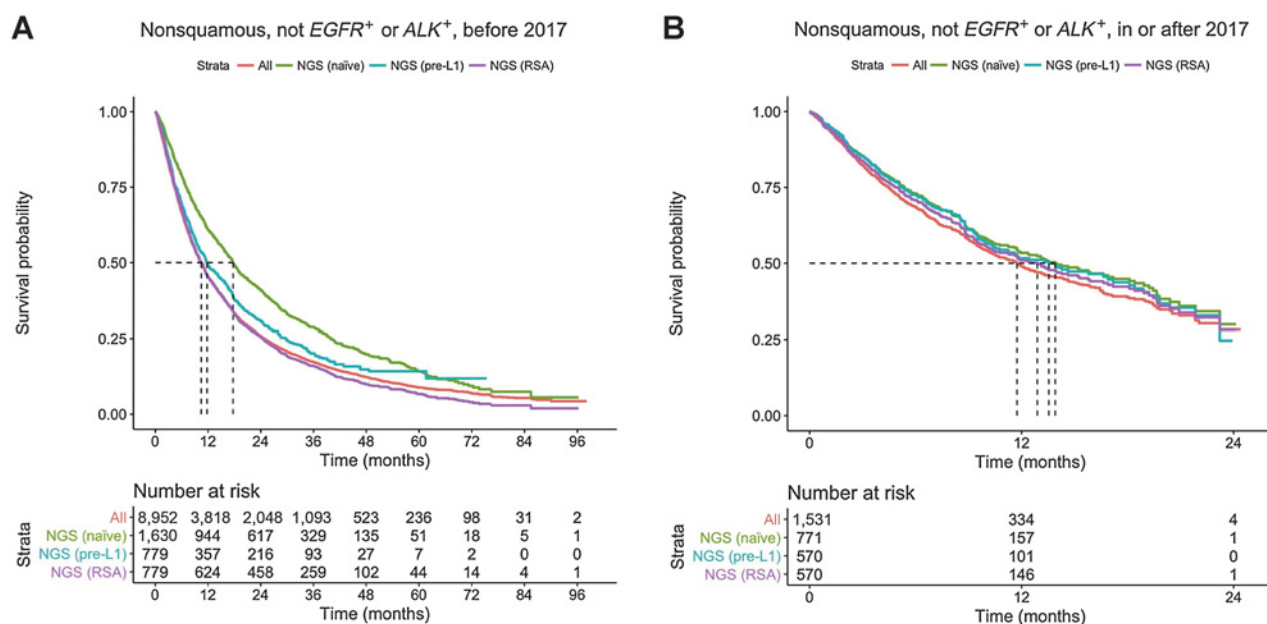 A
Nonsquamous, not EGFR+ or ALK+, before 2017
Strata All NGS (naïve) NGS (pre-L1) NGS (RSA)
1.00
0.75
0.50
0.25
0.00
Survival probability
0 12 24 36 48 60 72 84 96
Time (months)
Number at risk
Strata
All 8,952 3,818 2,048 1,093 523 236 98 31 2
NGS (naïve) 1,630 944 617 329 135 51 18 5 1
NGS (pre-L1) 779 357 216 93 27 7 2 0 0
NGS (RSA) 779 624 458 259 102 44 14 4 1
0 12 24 36 48 60 72 84 96
Time (months)
B
Nonsquamous, not EGFR+ or ALK+, in or after 2017
Strata All NGS (naïve) NGS (pre-L1) NGS (RSA)
1.00
0.75
0.50
0.25
0.00
Survival probability
0 12 24
Time (months)
Number at risk
Strata
All 1,531 334 4
NGS (naïve) 771 157 1
NGS (pre-L1) 570 101 0
NGS (RSA) 570 146 1
0 12 24
Time (months)